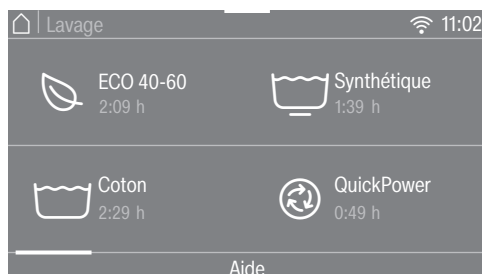 Lavage
11:02
ECO 40-60
2:09 h
Synthétique
1:39 h
Coton
2:29 h
QuickPower
0:49 h
Aide